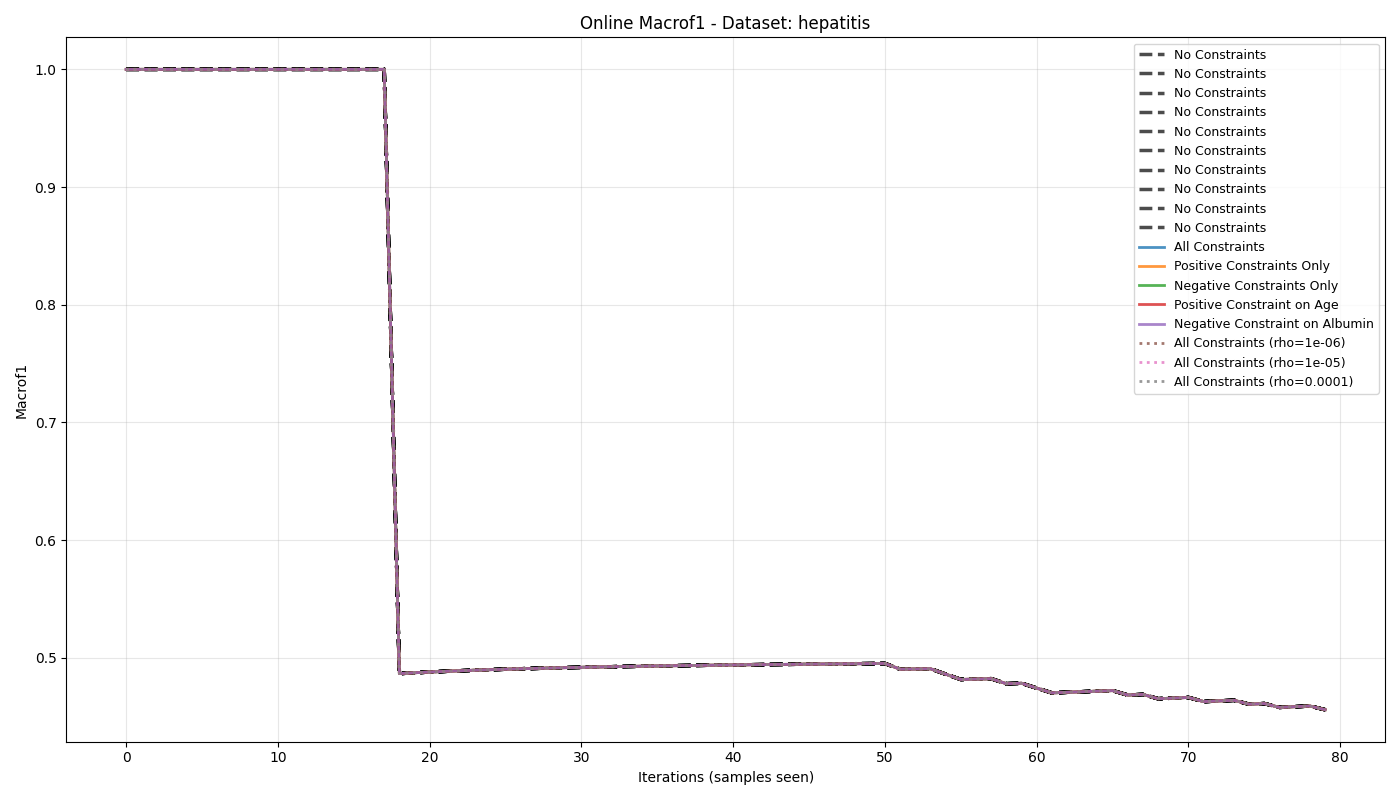 Online Macrof1 - Dataset: hepatitis
No Constraints
No Constraints
No Constraints
No Constraints
No Constraints
No Constraints
No Constraints
No Constraints
No Constraints
No Constraints
All Constraints
Positive Constraints Only
Negative Constraints Only
Positive Constraint on Age
Negative Constraint on Albumin
All Constraints (rho=1e-06)
All Constraints (rho=1e-05)
All Constraints (rho=0.0001)
Macrof1
1.0
0.9
0.8
0.7
0.6
0.5
0 10 20 30 40 50 60 70 80
Iterations (samples seen)